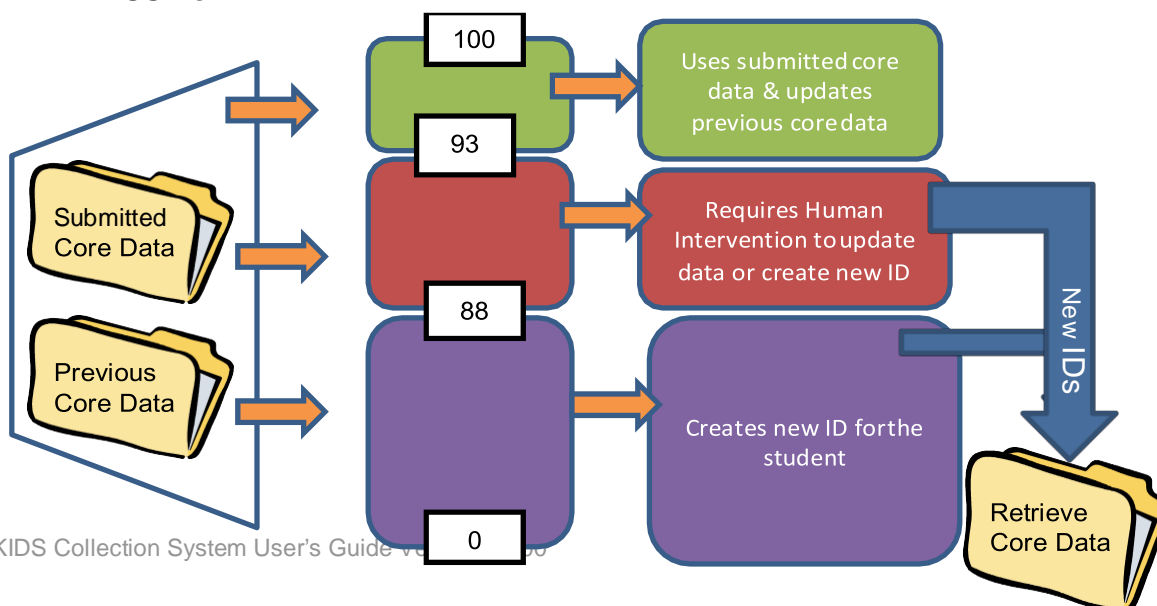 100
Uses submitted core
data & updates
previous core data
93
Submitted
Core Data
Requires Human
Intervention to update
data or create new ID
88
New IDs
Previous
Core Data
Creates new ID for the
student
Retrieve
Core Data
0
KIDS Collection System User's Guide